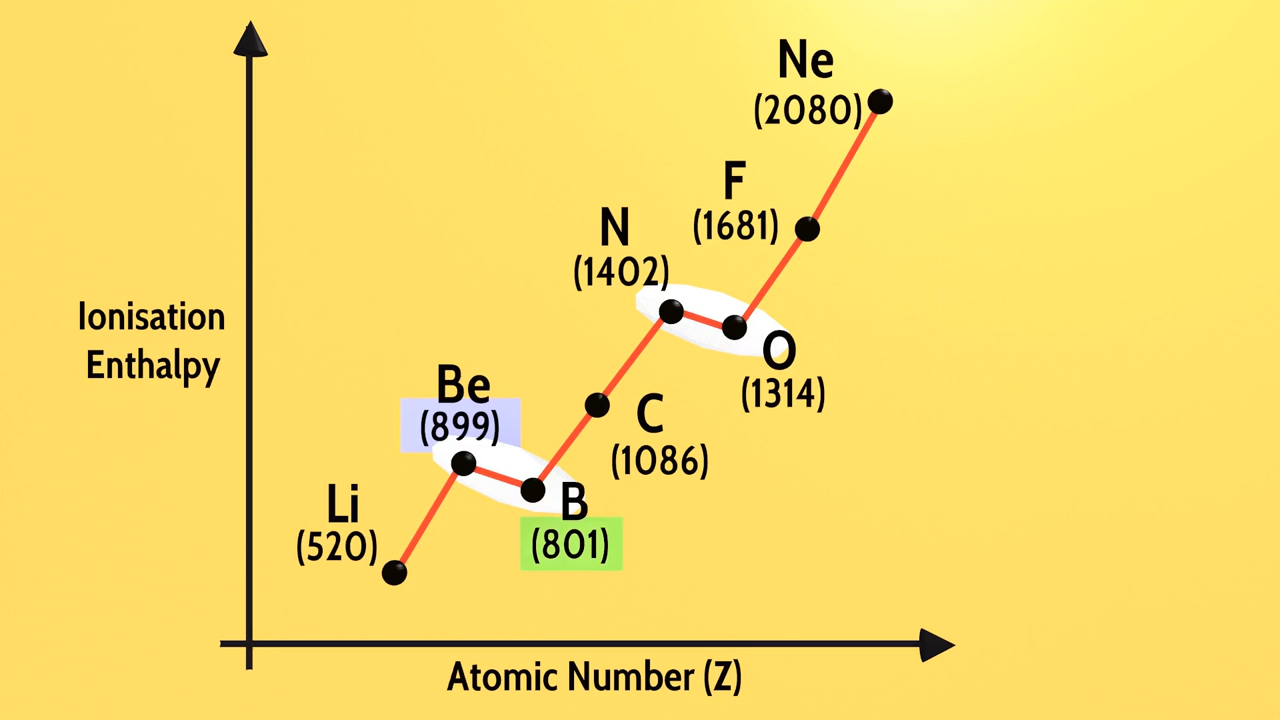 Ne
(2080)
F
(1681)
N
(1402)
O
(1314)
Ionisation
Enthalpy
Be
(899)
C
(1086)
Li
(520)
B
(801)
Atomic Number (Z)